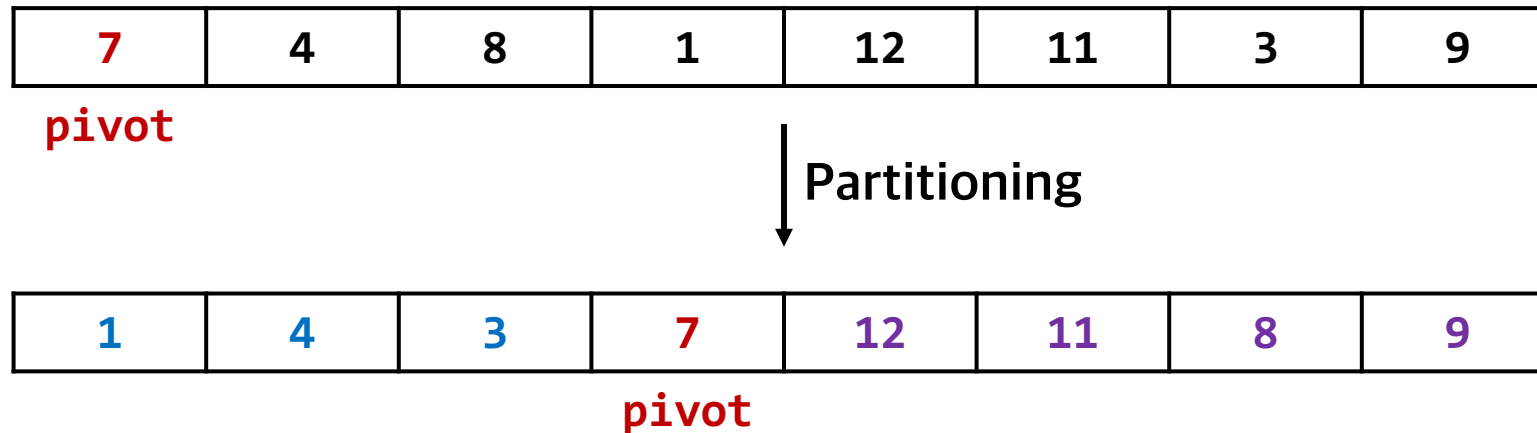 7 4 8 1 12 11 3 9
pivot
Partitioning
1 4 3 7 12 11 8 9
pivot